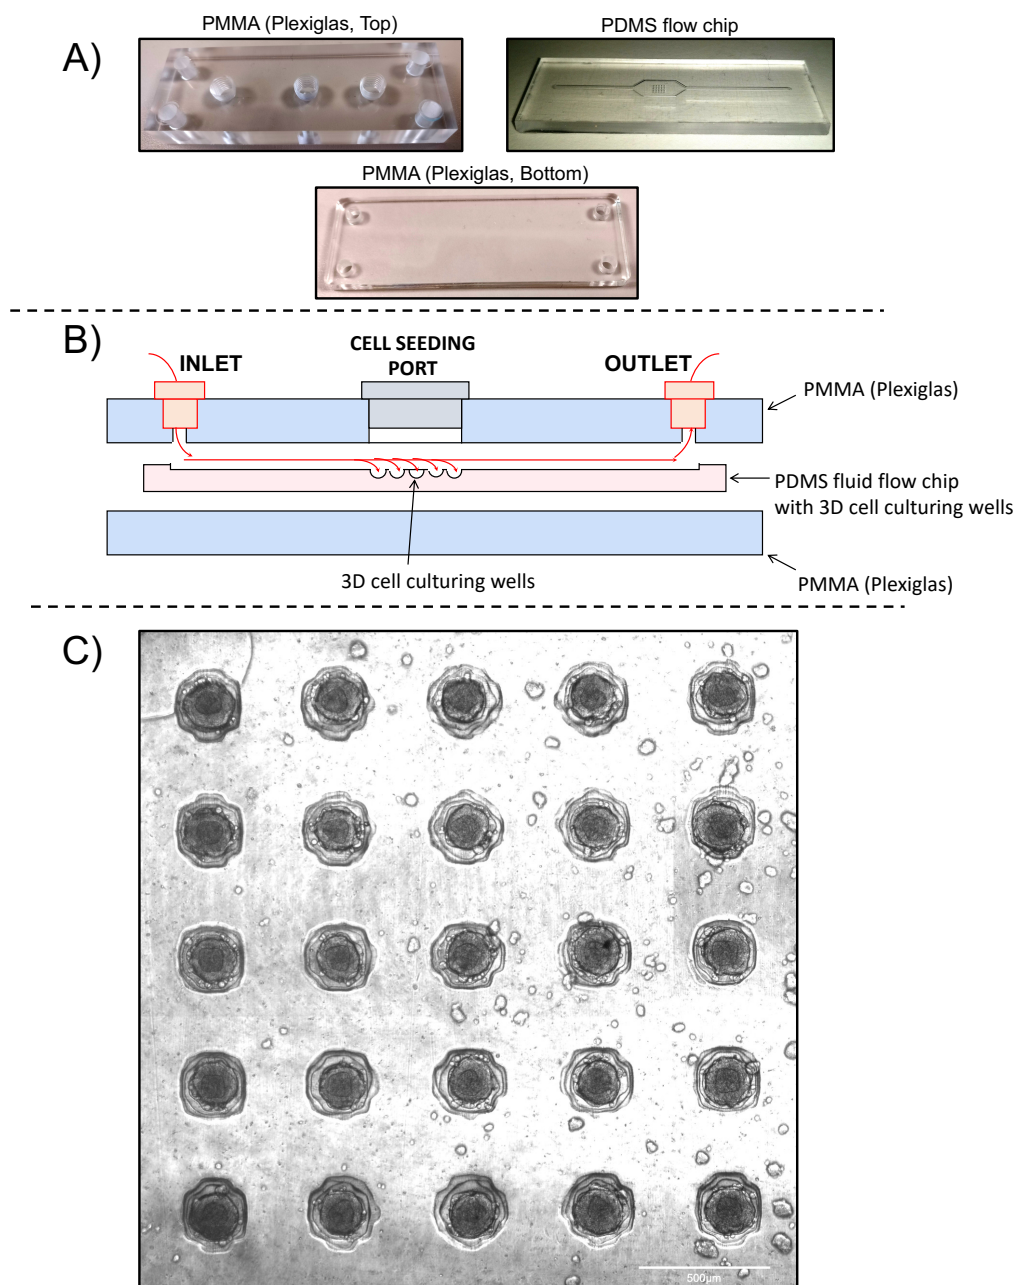 A)
PMMA (Plexiglas, Top)
PDMS flow chip
PMMA (Plexiglas, Bottom)
B)
INLET
CELL SEEDING
PORT
OUTLET
PMMA (Plexiglas)
PDMS fluid flow chip
with 3D cell culturing wells
3D cell culturing wells
PMMA (Plexiglas)
C)
500µm